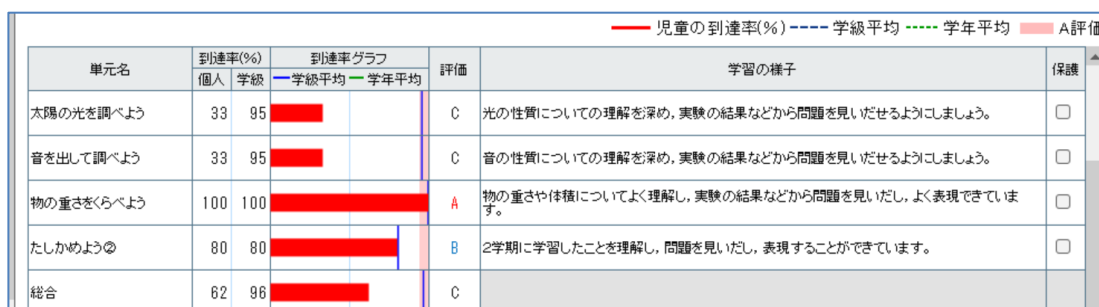 児童の到達率(%) 学級平均 学年平均 A評価
単元名 到達率(%) 到達率グラフ 評価 学習の様子 保護
個人 学級 学級平均 学年平均
太陽の光を調べよう 33 95 C 光の性質についての理解を深め,実験の結果などから問題を見いだせるようにしましょう。
音を出して調べよう 33 95 C 音の性質についての理解を深め,実験の結果などから問題を見いだせるようにしましょう。
物の重さをくらべよう 100 100 A 物の重さや体積についてよく理解し,実験の結果などから問題を見いだし,よく表現できていま
す。
たしかめよう② 80 80 B 2学期に学習したことを理解し,問題を見いだし,表現することができています。
総合 62 96 C